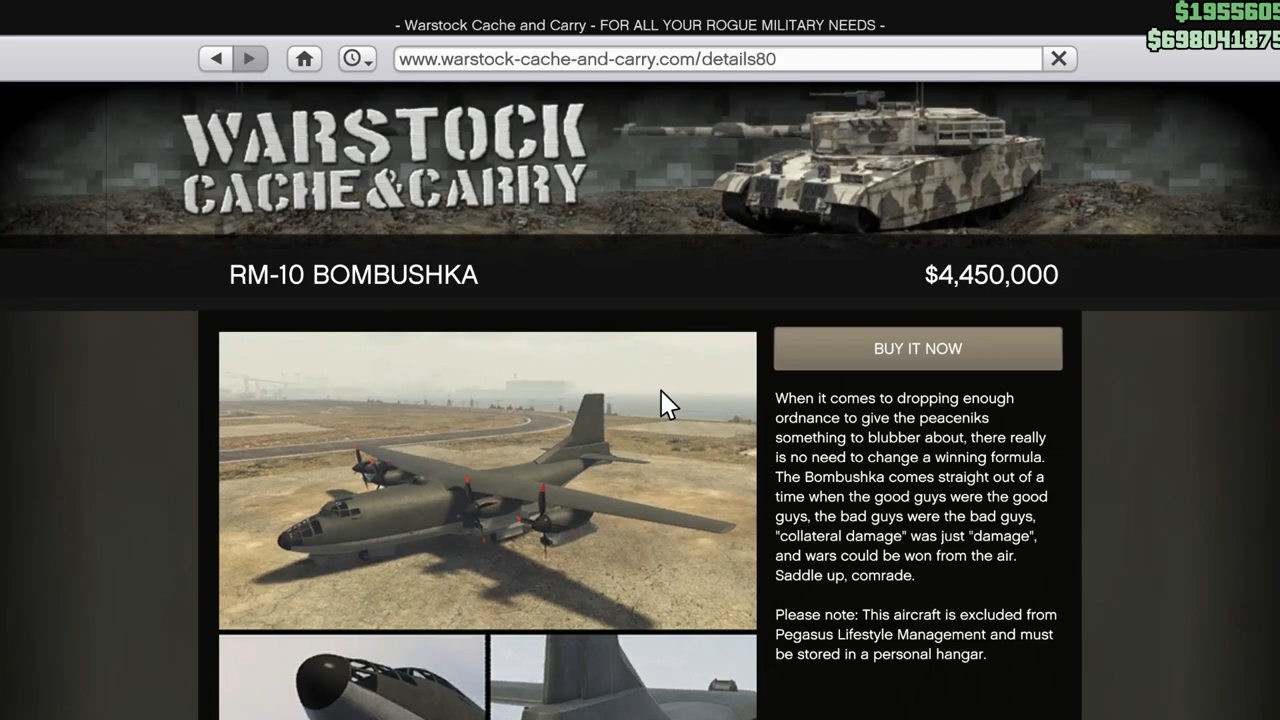 - Warstock Cache and Carry - FOR ALL YOUR ROGUE MILITARY NEEDS -
$1955605
$698041875
www.warstock-cache-and-carry.com/details80
WARSTOCK
CACHE&CARRY
RM-10 BOMBUSHKA
$4,450,000
BUY IT NOW
When it comes to dropping enough
ordnance to give the peaceniks
something to blubber about, there really
is no need to change a winning formula.
The Bombushka comes straight out of a
time when the good guys were the good
guys, the bad guys were the bad guys,
"collateral damage" was just "damage",
and wars could be won from the air.
Saddle up, comrade.
Please note: This aircraft is excluded from
Pegasus Lifestyle Management and must
be stored in a personal hangar.